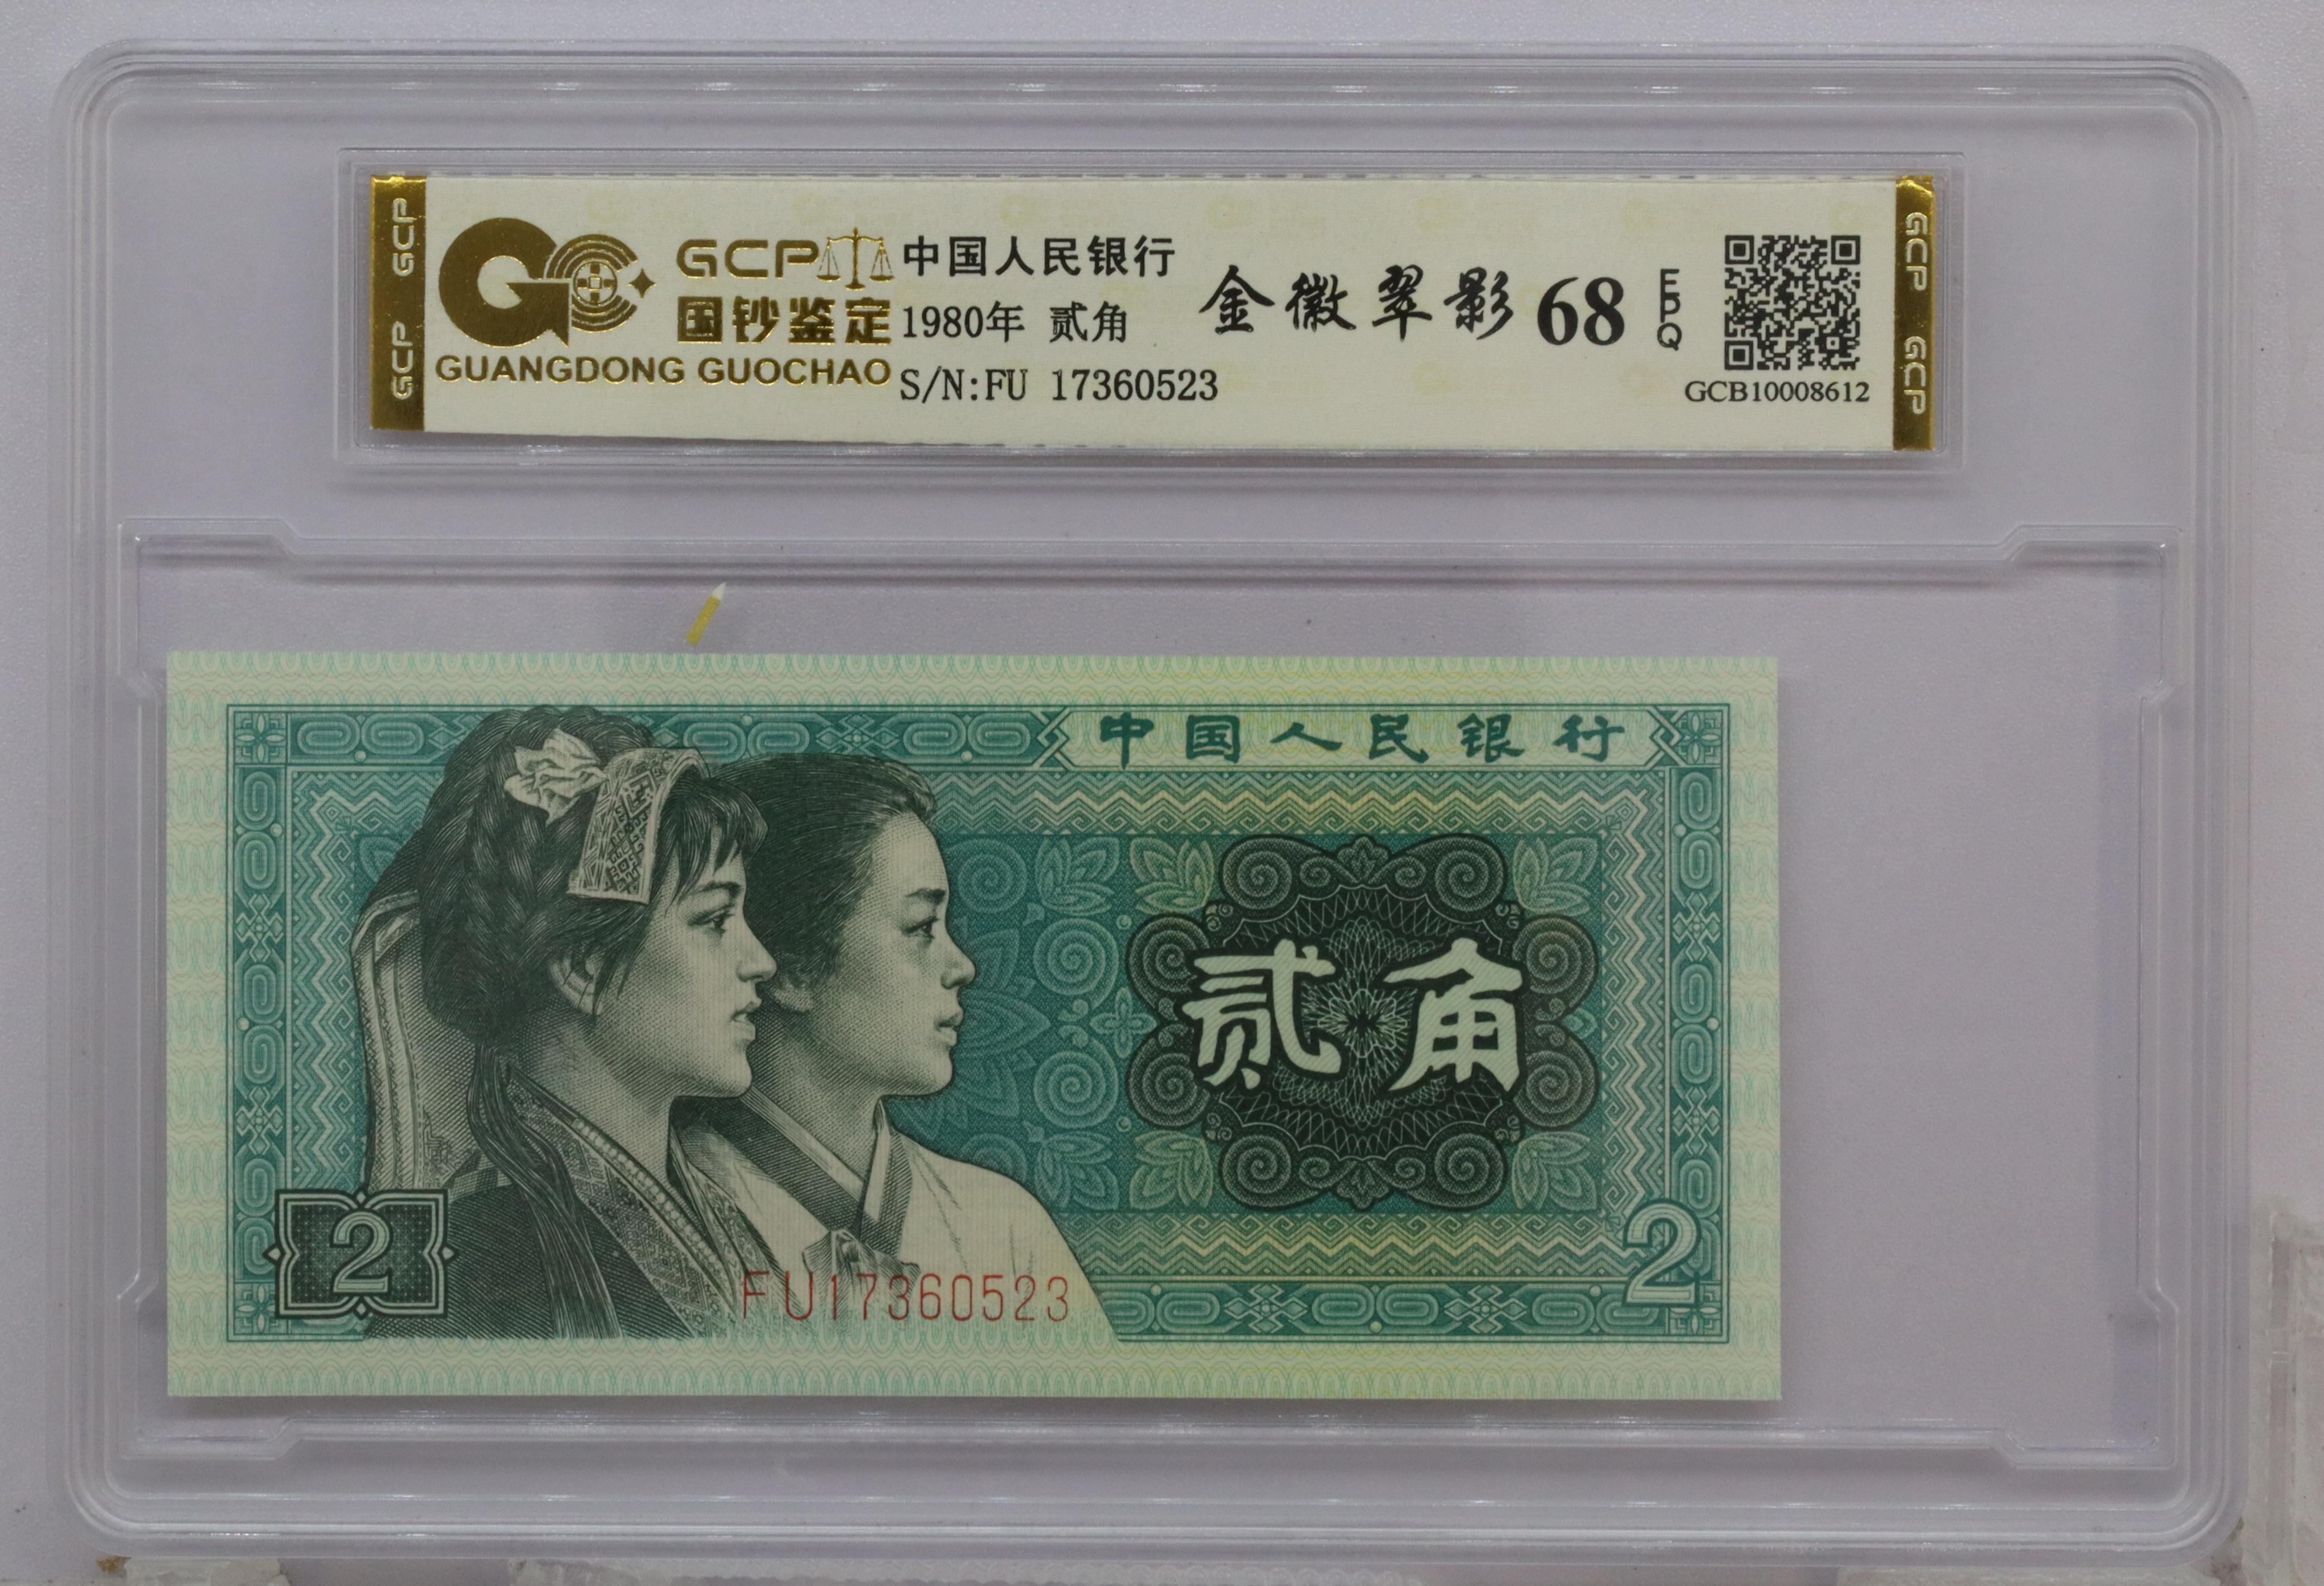 GCP GCP
GCP
国钞鉴定
GUANGDONG GUOCHAO
中国人民银行
1980年 贰角
S/N:FU 17360523
金徽翠影 68 EPQ
GCB10008612
GCP GCP
中国人民银行
贰角
2
FU17360523
2